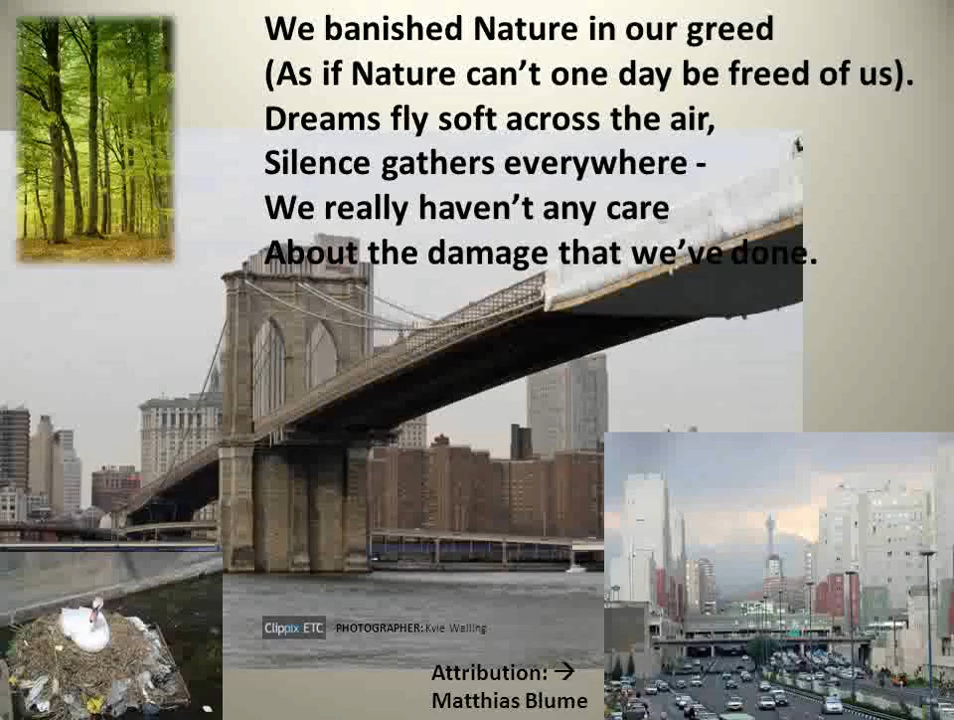 We banished Nature in our greed
(As if Nature can’t one day be freed of us).
Dreams fly soft across the air,
Silence gathers everywhere -
We really haven’t any care
About the damage that we’ve done.
Clippix ETC PHOTOGRAPHER: Kvie Walling
Attribution: →
Matthias Blume